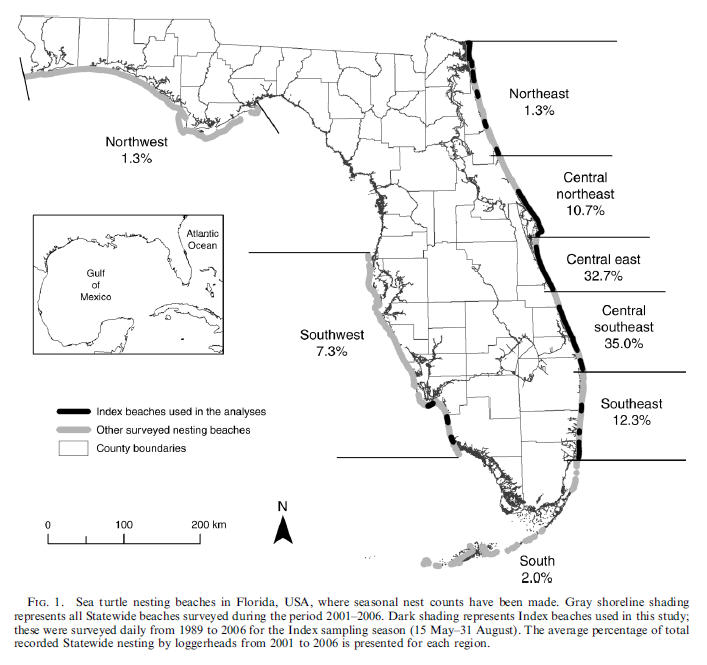 Northeast
1.3%
Northwest
1.3%
Central
northeast
10.7%
Atlantic
Ocean
Gulf
of
Mexico
Central east
32.7%
Central
southeast
35.0%
Southwest
7.3%
Southeast
12.3%
Index beaches used in the analyses
Other surveyed nesting beaches
County boundaries
N
0 100 200 km
South
2.0%
FIG. 1. Sea turtle nesting beaches in Florida, USA, where seasonal nest counts have been made. Gray shoreline shading
represents all Statewide beaches surveyed during the period 2001–2006. Dark shading represents Index beaches used in this study;
these were surveyed daily from 1989 to 2006 for the Index sampling season (15 May–31 August). The average percentage of total
recorded Statewide nesting by loggerheads from 2001 to 2006 is presented for each region.